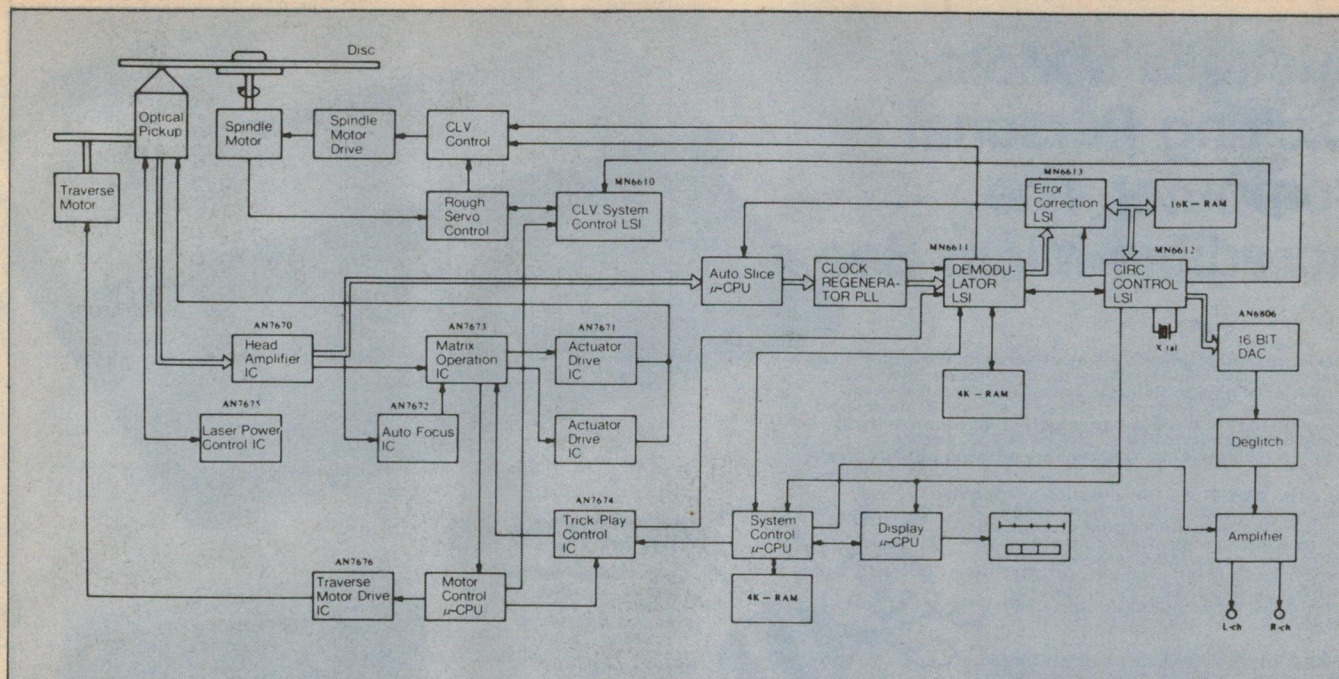 Disc
Optical
Pickup
Spindle
Motor
Spindle
Motor
Drive
CLV
Control
Traverse
Motor
Rough
Servo
Control
MN6610
CLV System
Control LSI
MN6613
Error
Correction
LSI
16K-RAM
Auto Slice
μ-CPU
CLOCK
REGENERA-
TOR PLL
MN6611
DEMODU-
LATOR
LSI
MN6612
CIRC
CONTROL
LSI
X'tal
AN6806
16 BIT
DAC
AN7670
Head
Amplifier
IC
AN7673
Matrix
Operation
IC
AN7671
Actuator
Drive
IC
4K-RAM
AN7675
Laser Power
Control IC
AN7672
Auto Focus
IC
Actuator
Drive
IC
Deglitch
AN7674
Trick Play
Control
IC
System
Control
μ-CPU
Display
μ-CPU
Amplifier
AN7676
Traverse
Motor Drive
IC
Motor
Control
μ-CPU
4K-RAM
L-ch
R-ch